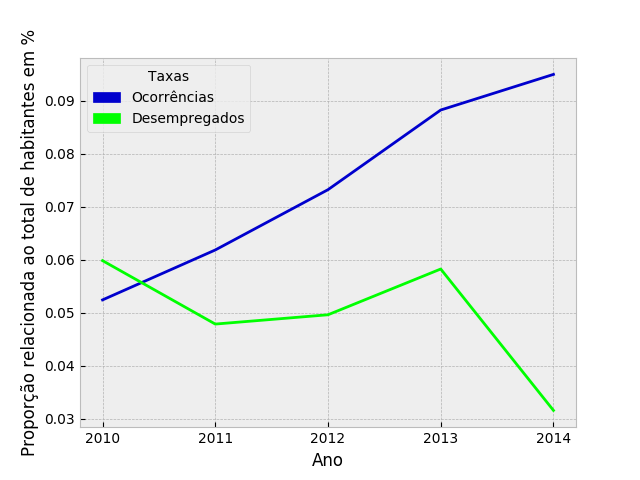 Proporção relacionada ao total de habitantes em %
Taxas
Ocorrências
Desempregados
0.09
0.08
0.07
0.06
0.05
0.04
0.03
2010 2011 2012 2013 2014
Ano